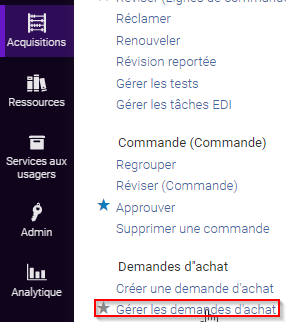 Réviser (Lignes de commande
Réclamer
Renouveler
Révision reportée
Gérer les tests
Gérer les tâches EDI
Commande (Commande)
Regrouper
Réviser (Commande)
Approuver
Supprimer une commande
Demandes d"achat
Créer une demande d'achat
Gérer les demandes d'achat
Acquisitions
Ressources
Services aux
usagers
Admin
Analytique